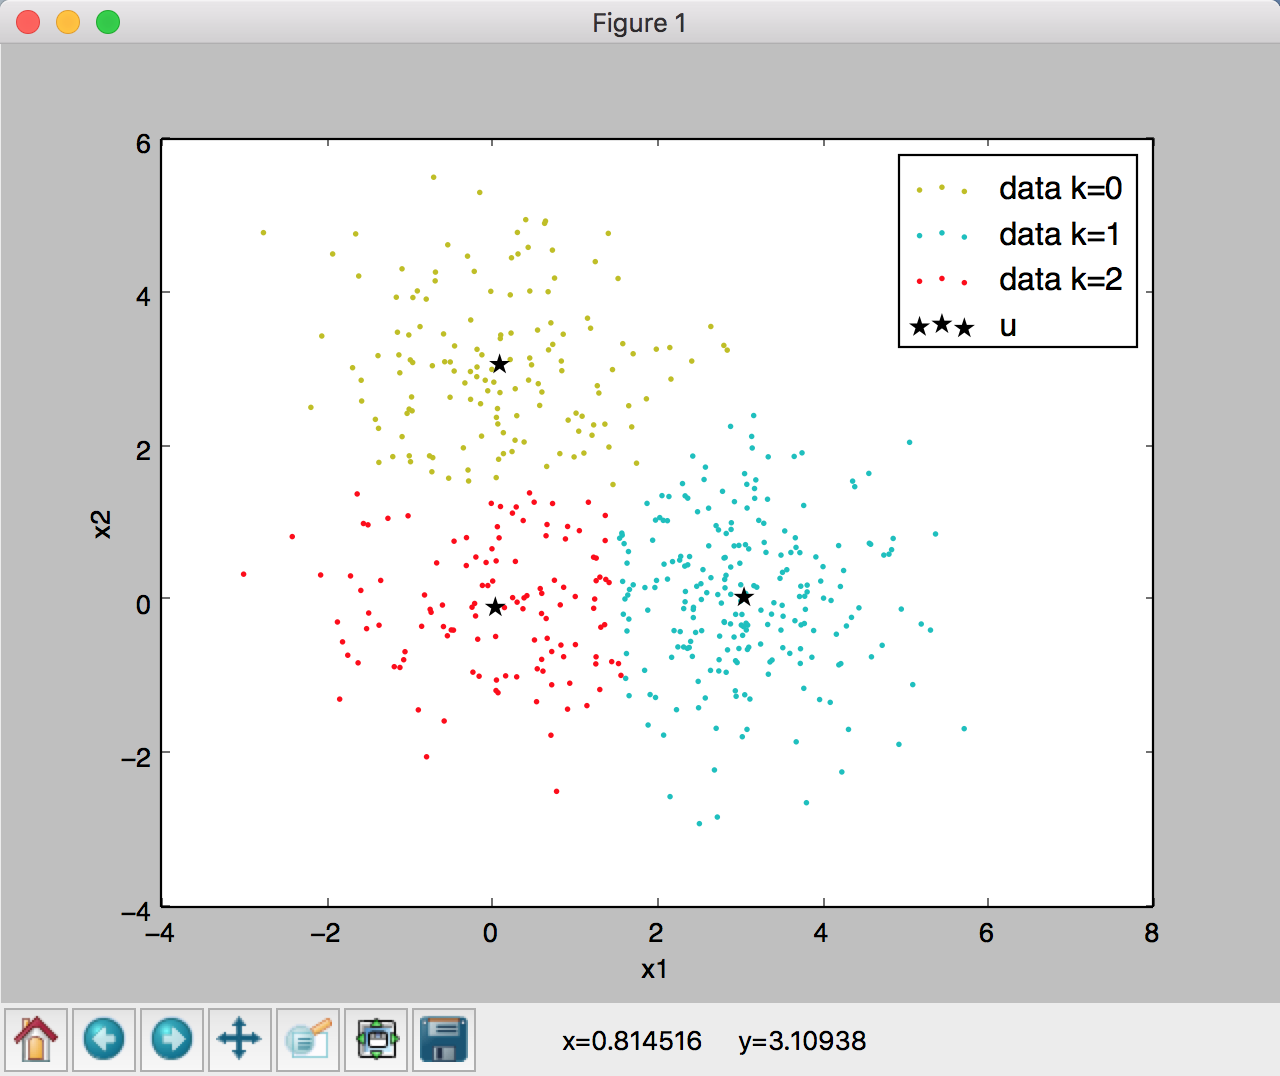 Figure 1
6
4
2
0
−2
−4
x2
data k=0
data k=1
data k=2
u
−4 −2 0 2 4 6 8
x1
x=0.814516 y=3.10938